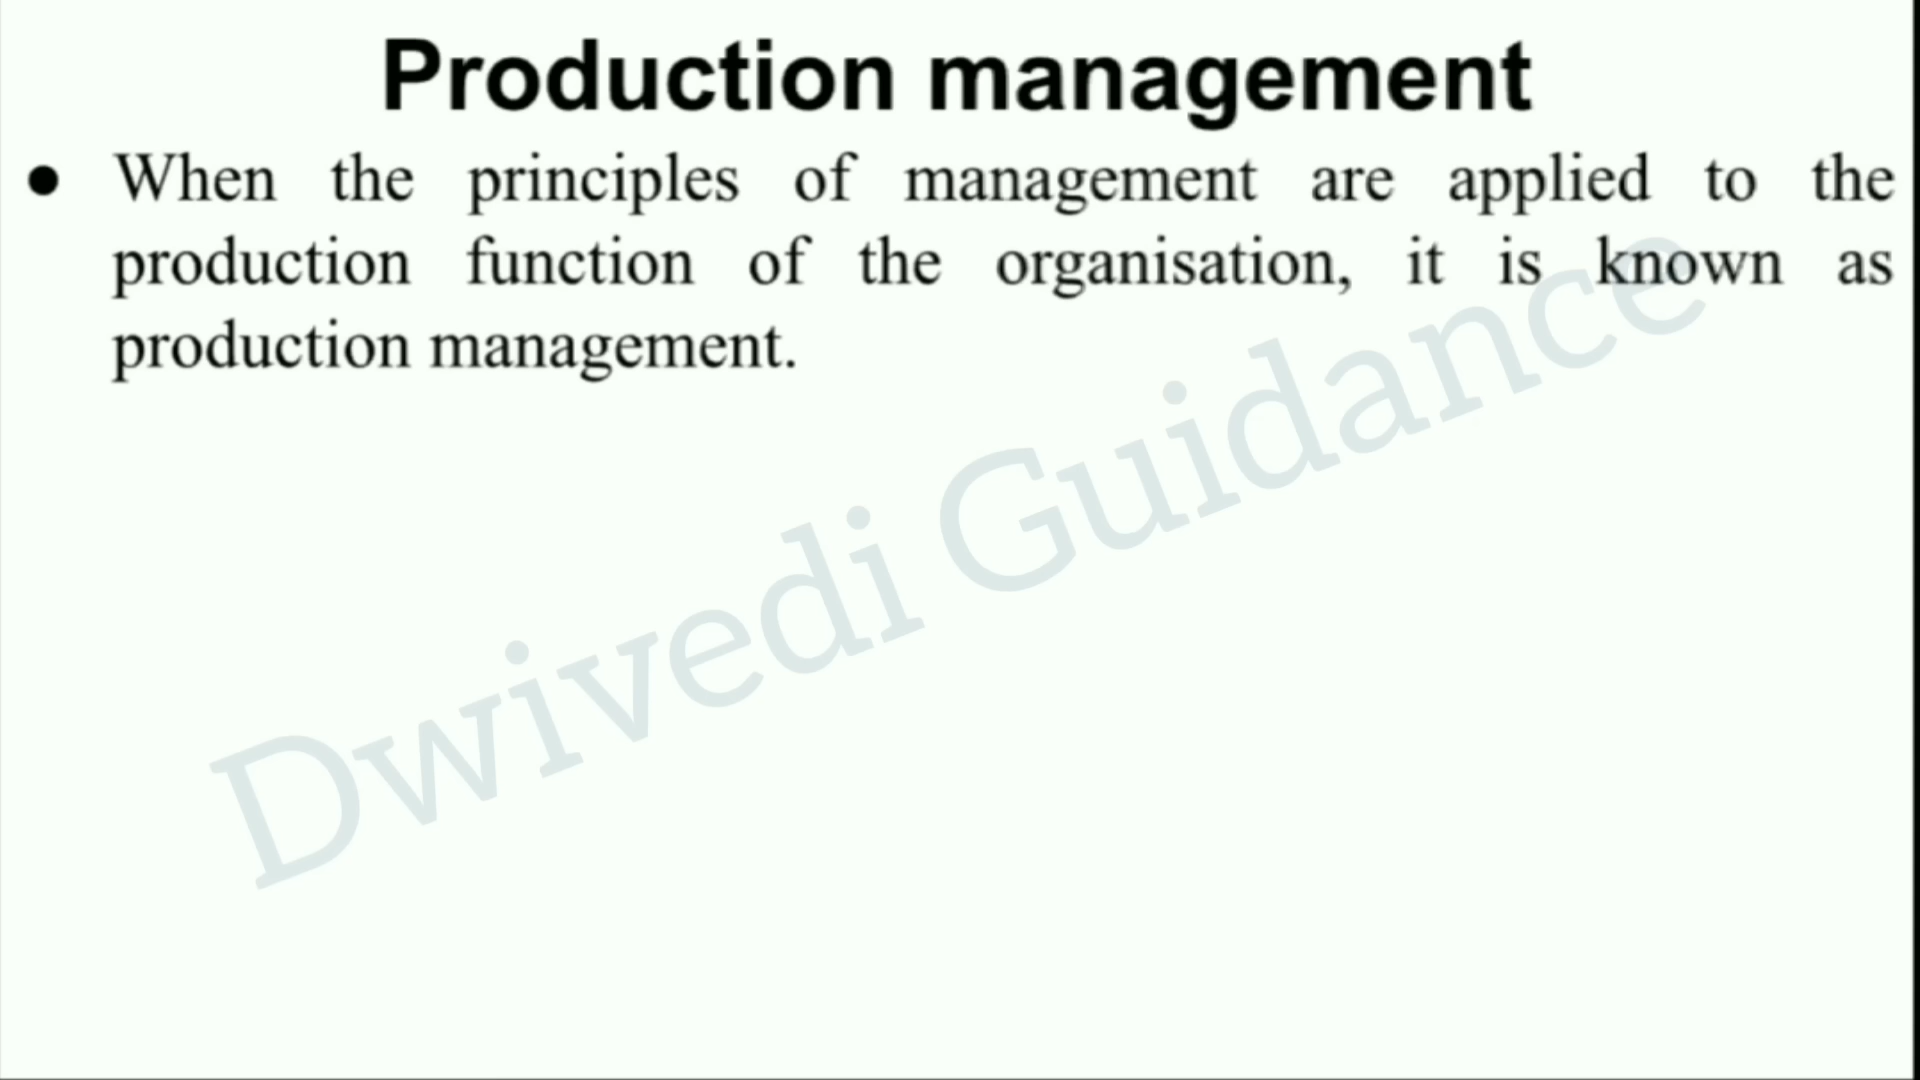 Production management
● When the principles of management are applied to the
production function of the organisation, it is known as
production management.
Dwivedi Guidance